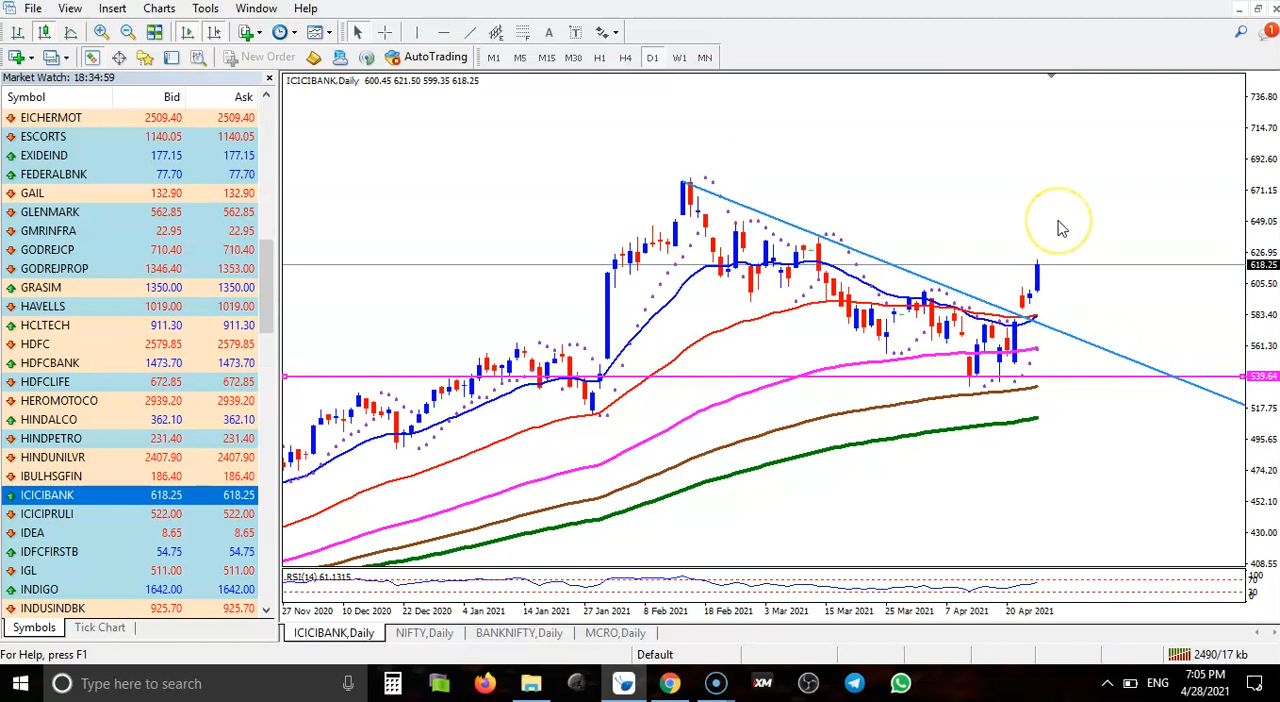 File View Insert Charts Tools Window Help
1
New Order AutoTrading M1 M5 M15 M30 H1 H4 D1 W1 MN
Market Watch: 18:34:59
Symbol Bid Ask
EICHERMOT 2509.40 2509.40
ESCORTS 1140.05 1140.05
EXIDEIND 177.15 177.15
FEDERALBNK 77.70 77.70
GAIL 132.90 132.90
GLENMARK 562.85 562.85
GMRINFRA 22.95 22.95
GODREJCP 710.40 710.40
GODREJPROP 1346.40 1353.00
GRASIM 1350.00 1350.00
HAVELLS 1019.00 1019.00
HCLTECH 911.30 911.30
HDFC 2579.85 2579.85
HDFCBANK 1473.70 1473.70
HDFCLIFE 672.85 672.85
HEROMOTOCO 2939.20 2939.20
HINDALCO 362.10 362.10
HINDPETRO 231.40 231.40
HINDUNILVR 2407.90 2407.90
IBULHSGFIN 186.40 186.40
ICICIBANK 618.25 618.25
ICICIPRULI 522.00 522.00
IDEA 8.65 8.65
IDFCFIRSTB 54.75 54.75
IGL 511.00 511.00
INDIGO 1642.00 1642.00
INDUSINDBK 925.70 925.70
Symbols Tick Chart
ICICIBANK,Daily 600.45 621.50 599.35 618.25
736.80
714.70
692.60
671.15
649.05
626.95
618.25
605.50
583.40
561.30
539.64
517.75
495.65
474.20
452.10
430.00
408.55
RSI(14) 61.1315
100
70
30
0
27 Nov 2020 10 Dec 2020 22 Dec 2020 4 Jan 2021 14 Jan 2021 27 Jan 2021 8 Feb 2021 18 Feb 2021 3 Mar 2021 15 Mar 2021 25 Mar 2021 7 Apr 2021 20 Apr 2021
ICICIBANK,Daily NIFTY,Daily BANKNIFTY,Daily MCRO,Daily
For Help, press F1 Default 2490/17 kb
Type here to search XM ENG 7:05 PM
4/28/2021